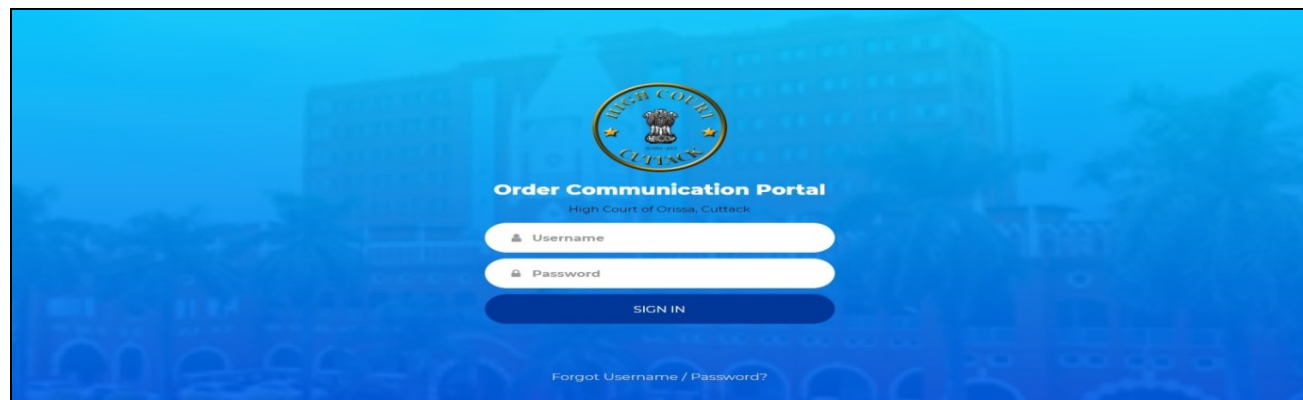 HIGH COURT
CUTTACK
Order Communication Portal
High Court of Orissa, Cuttack
Username
Password
SIGN IN
Forgot Username / Password?